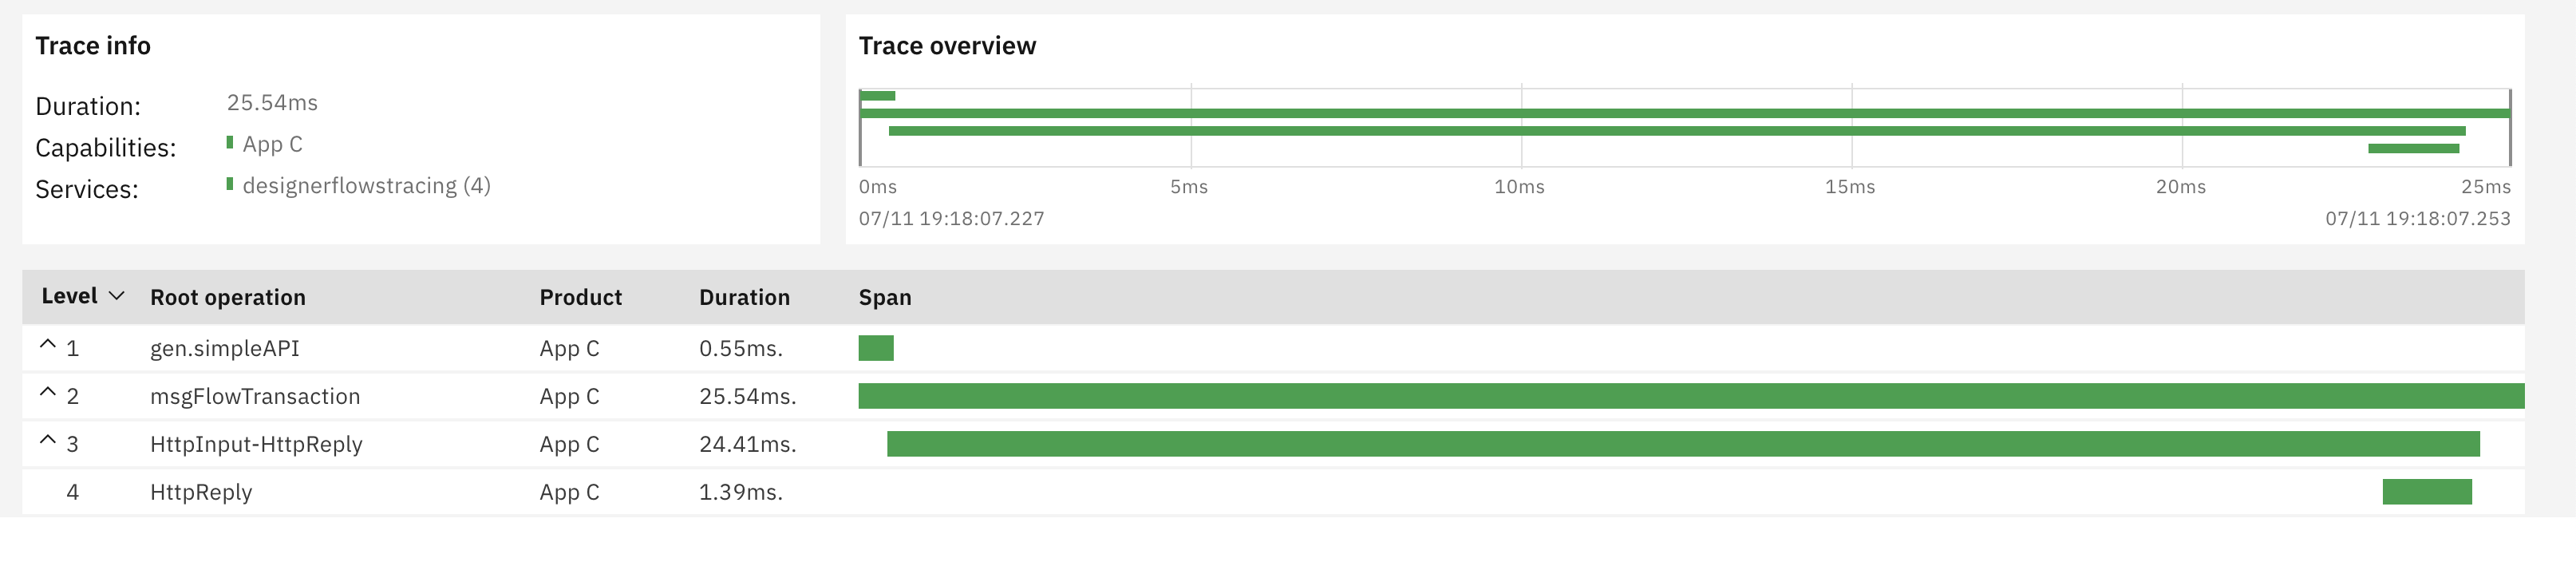 Trace info
Duration: 25.54ms
Capabilities: App C
Services: designerflowstracing (4)
Trace overview
0ms 5ms 10ms 15ms 20ms 25ms
07/11 19:18:07.227 07/11 19:18:07.253
Level Root operation Product Duration Span
1 gen.simpleAPI App C 0.55ms.
2 msgFlowTransaction App C 25.54ms.
3 HttpInput-HttpReply App C 24.41ms.
4 HttpReply App C 1.39ms.